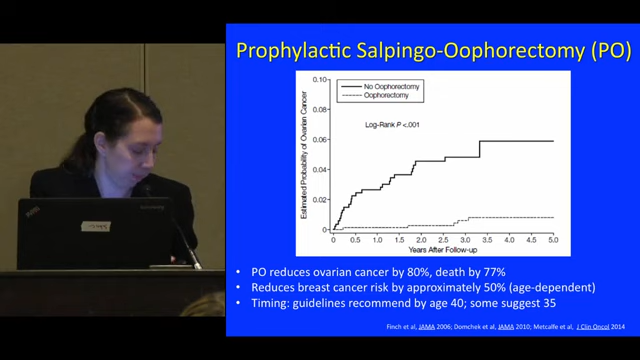 Prophylactic Salpingo-Oophorectomy (PO)
0.10
0.08
0.06
0.04
0.02
0
Estimated Probability of Ovarian Cancer
No Oophorectomy
Oophorectomy
Log-Rank P <.001
0 0.5 1.0 1.5 2.0 2.5 3.0 3.5 4.0 4.5 5.0
Years After Follow-up
• PO reduces ovarian cancer by 80%, death by 77%
• Reduces breast cancer risk by approximately 50% (age-dependent)
• Timing: guidelines recommend by age 40; some suggest 35
Finch et al, JAMA 2006; Domchek et al, JAMA 2010; Metcalfe et al, J Clin Oncol 2014